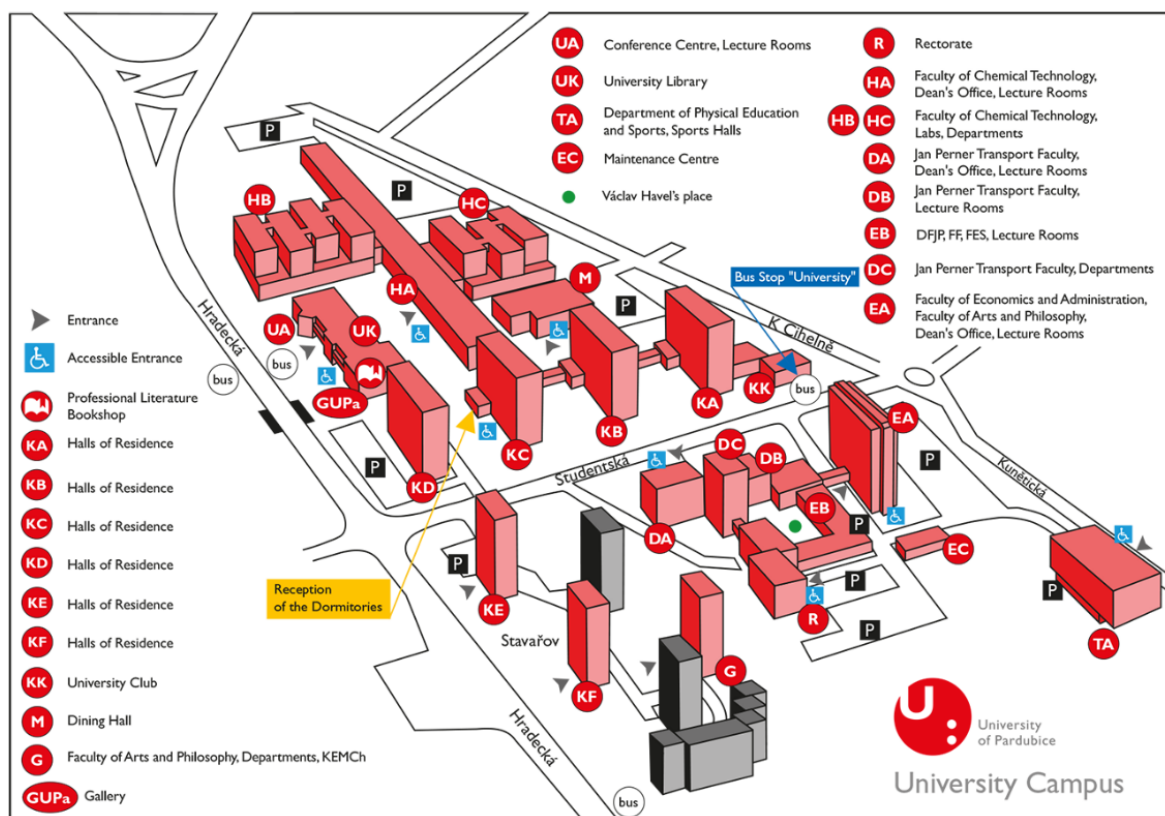 UA Conference Centre, Lecture Rooms
UK University Library
TA Department of Physical Education
and Sports, Sports Halls
EC Maintenance Centre
Václav Havel's place
R Rectorate
HA Faculty of Chemical Technology,
Dean's Office, Lecture Rooms
HB HC Faculty of Chemical Technology,
Labs, Departments
DA Jan Perner Transport Faculty,
Dean's Office, Lecture Rooms
DB Jan Perner Transport Faculty,
Lecture Rooms
EB DFJP, FF, FES, Lecture Rooms
DC Jan Perner Transport Faculty, Departments
EA Faculty of Economics and Administration,
Faculty of Arts and Philosophy,
Dean's Office, Lecture Rooms
Entrance
Accessible Entrance
Professional Literature
Bookshop
KA Halls of Residence
KB Halls of Residence
KC Halls of Residence
KD Halls of Residence
KE Halls of Residence
KF Halls of Residence
KK University Club
M Dining Hall
G Faculty of Arts and Philosophy, Departments, KEMCh
GUPa Gallery
P
P
HB
HC
HA
M
P
Bus Stop "University"
K Cihelně
Hradecká
UA
UK
bus
bus
GUPa
KA
KK
bus
KB
KC
KD
P
EA
P
Kunětická
Studentská
DC
DB
EB
DA
P
EC
P
P
R
P
TA
Reception
of the Dormitories
P
KE
Stavařov
KF
G
Hradecká
bus
U
University
of Pardubice
University Campus